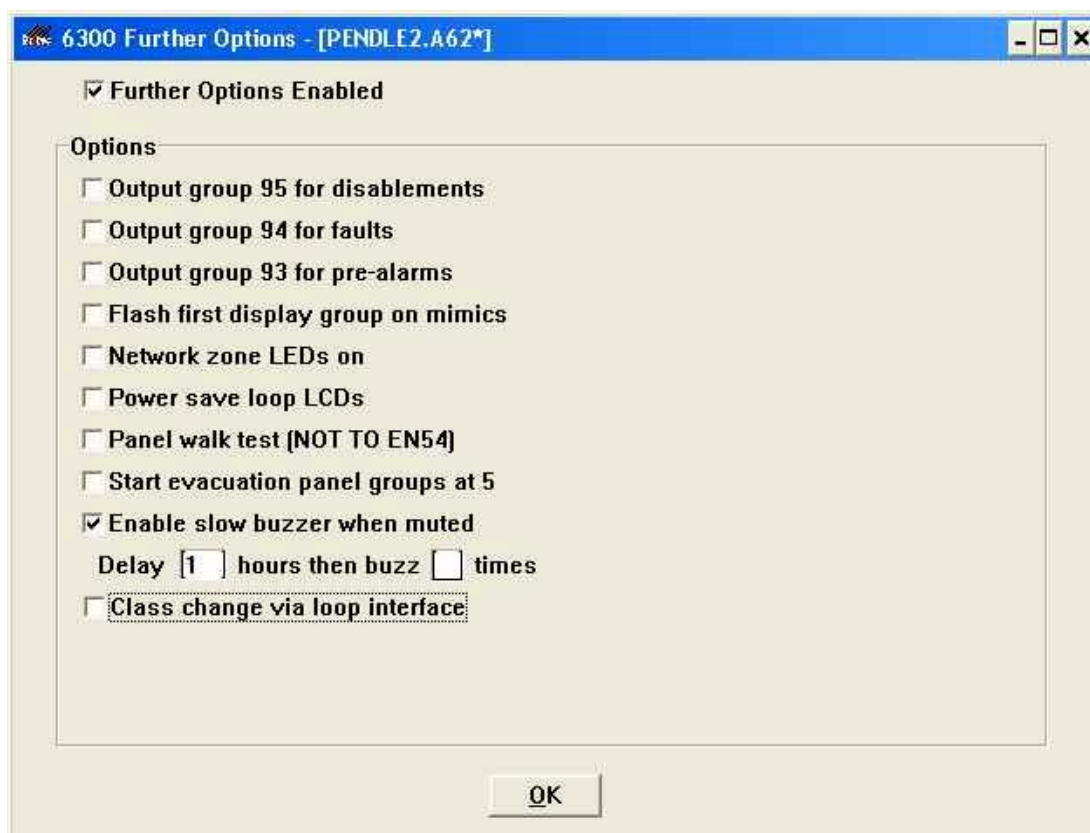 6300 Further Options - [PENDLE2.A62*]
Further Options Enabled
Options
Output group 95 for disablements
Output group 94 for faults
Output group 93 for pre-alarms
Flash first display group on mimics
Network zone LEDs on
Power save loop LCDs
Panel walk test (NOT TO EN54)
Start evacuation panel groups at 5
Enable slow buzzer when muted
Delay 1 hours then buzz times
Class change via loop interface
OK